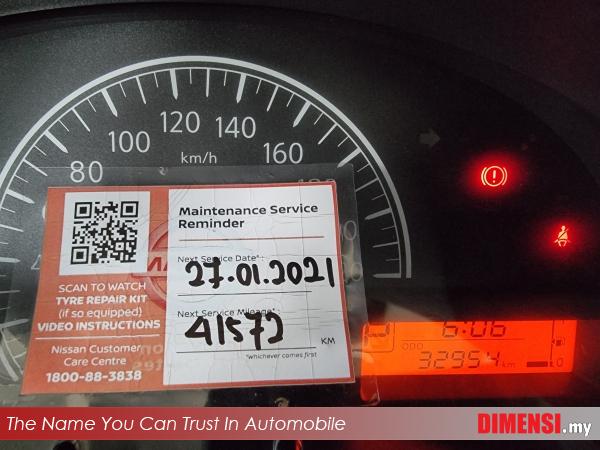 80 100 120 140 160
km/h
Maintenance Service
Reminder
Next Service Date* :
27.01.2021
Next Service Mileage* :
41572 KM
*whichever comes first
SCAN TO WATCH
TYRE REPAIR KIT
(if so equipped)
VIDEO INSTRUCTIONS
Nissan Customer
Care Centre
1800-88-3838
6:06
ODO
32954 km
The Name You Can Trust In Automobile
DIMENSI.my